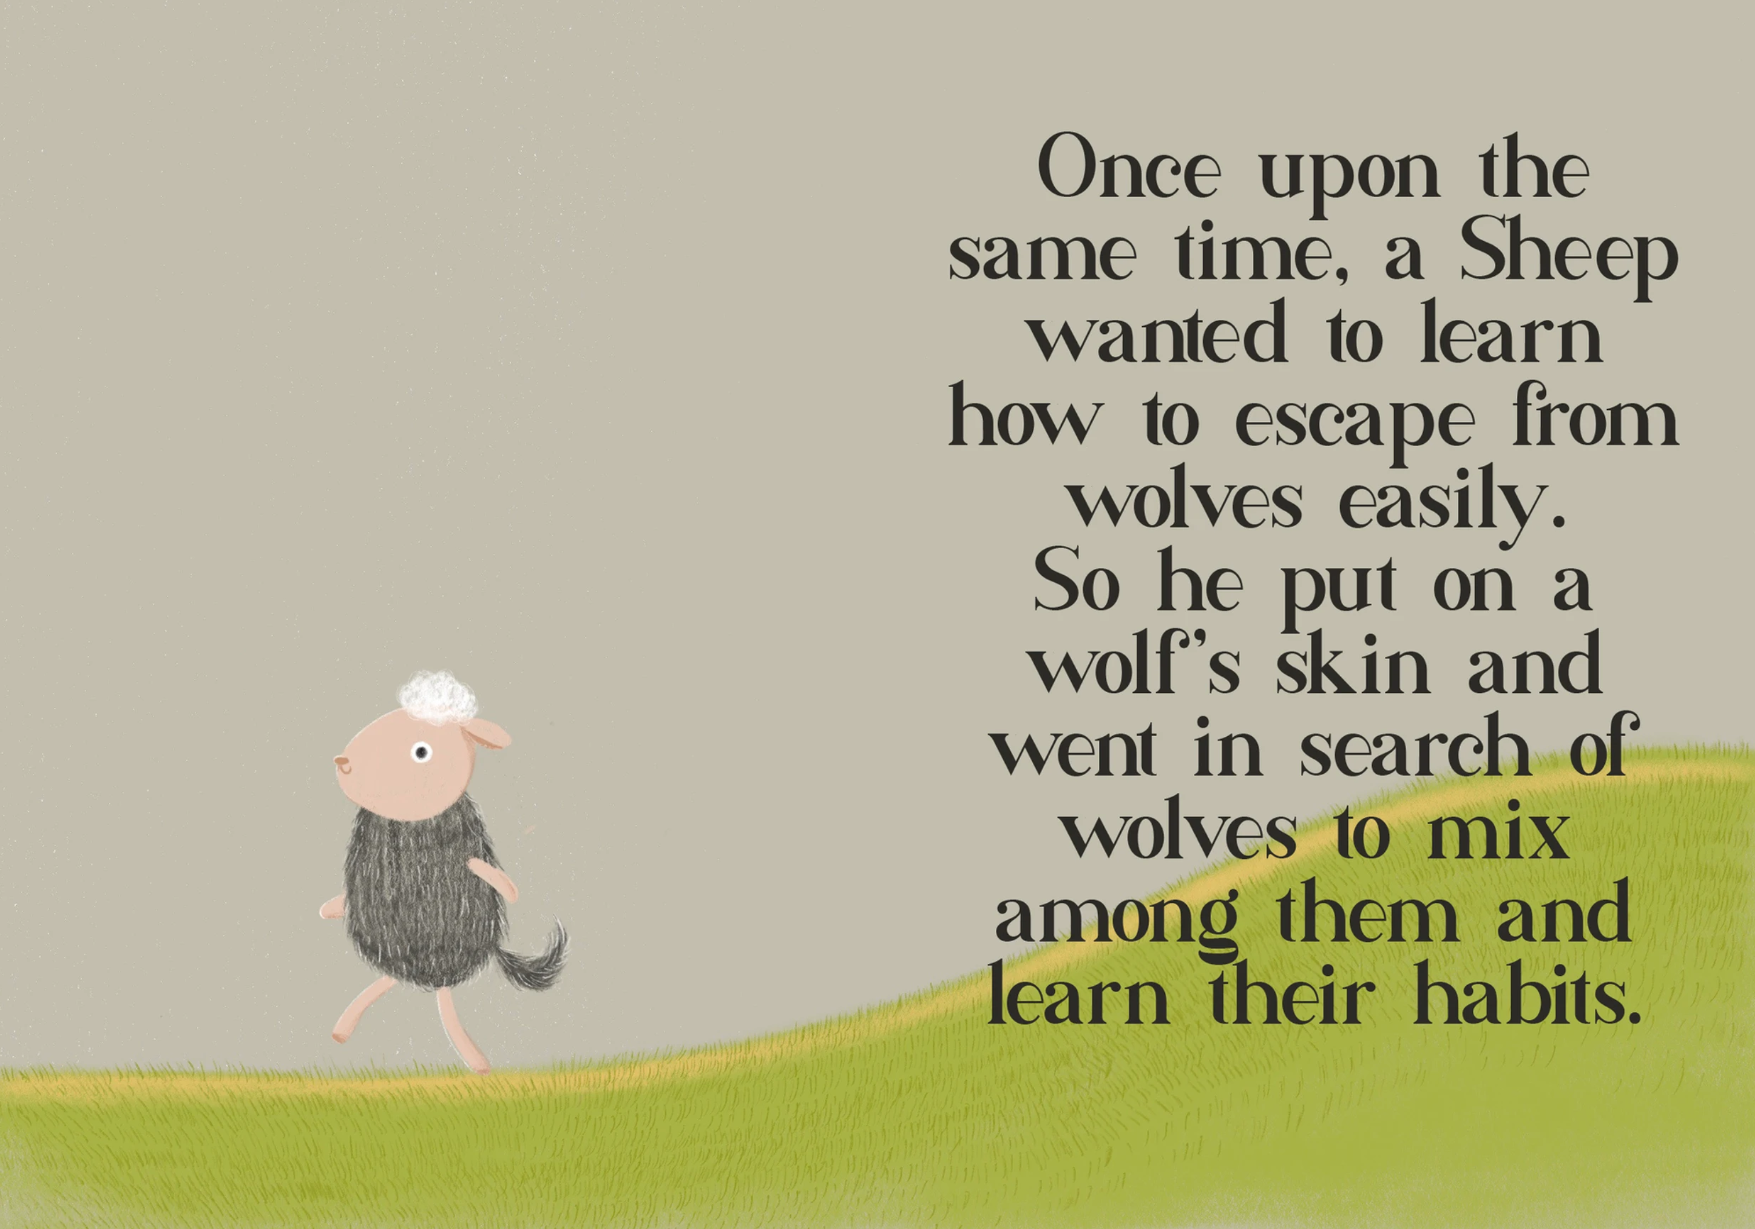 Once upon the
same time, a Sheep
wanted to learn
how to escape from
wolves easily.
So he put on a
wolf’s skin and
went in search of
wolves to mix
among them and
learn their habits.